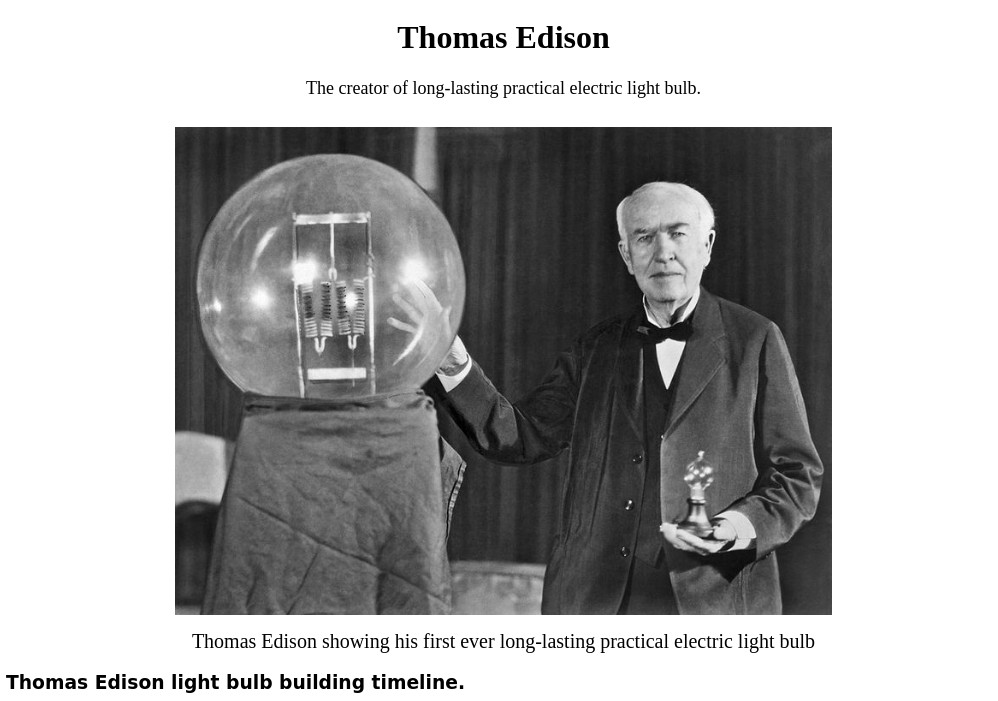 Thomas Edison
The creator of long-lasting practical electric light bulb.
Thomas Edison showing his first ever long-lasting practical electric light bulb
Thomas Edison light bulb building timeline.